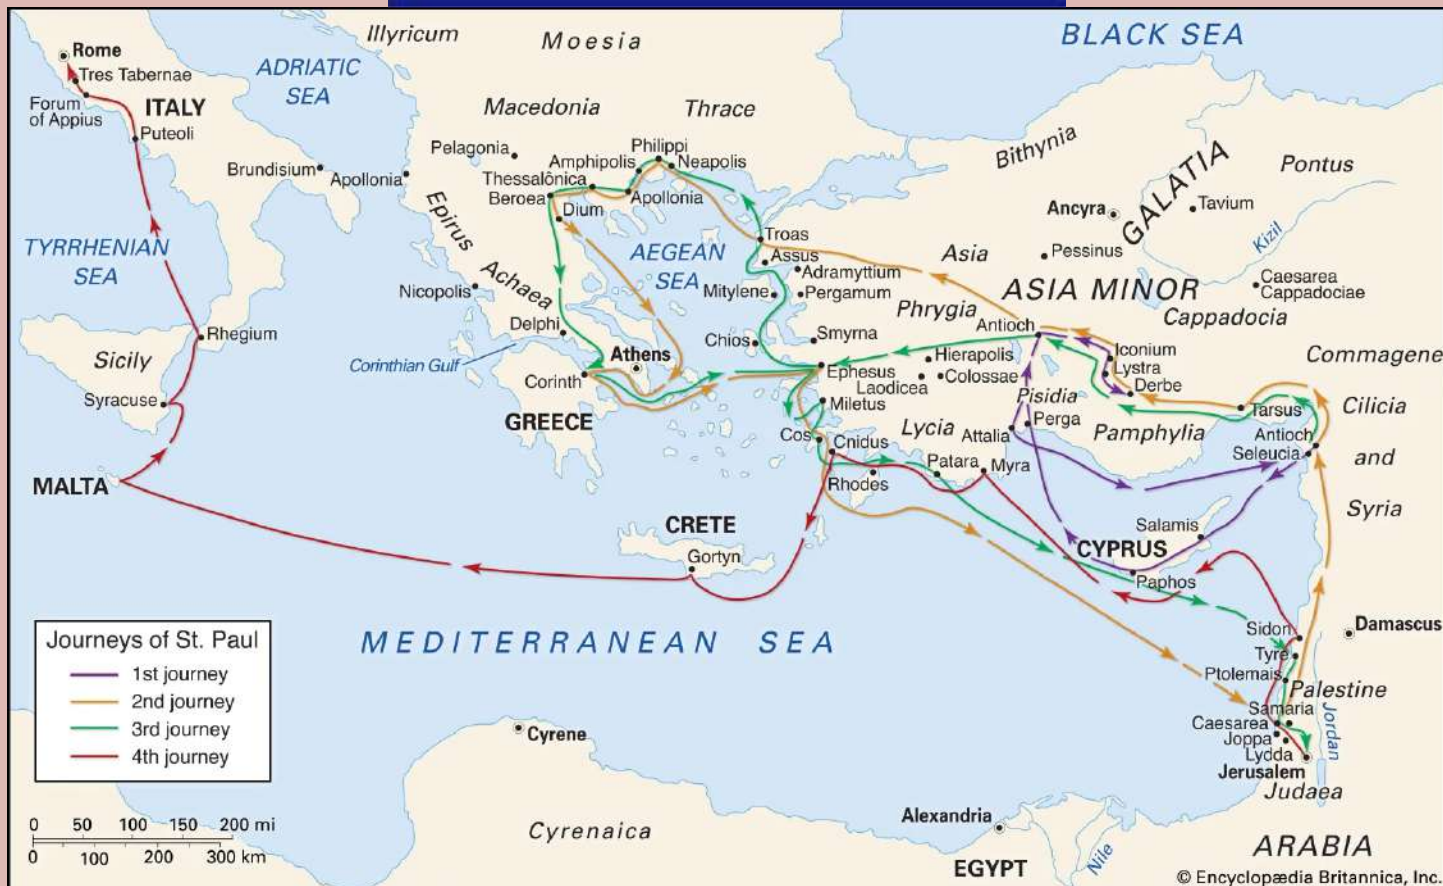 Illyricum
Moesia
BLACK SEA
Rome
Tres Tabernae
ADRIATIC
SEA
Forum
of Appius
ITALY
Puteoli
Macedonia
Thrace
Bithynia
GALATIA
Pontus
Pelagonia
Philippi
Amphipolis
Neapolis
Brundisium
Apollonia
Thessalônica
Beroea
Apollonia
Dium
Epirus
Ancyra
Tavium
Kizil
TYRRHENIAN
SEA
AEGEAN
SEA
Troas
Assus
Adramyttium
Asia
Pessinus
Achaea
Nicopolis
Mitylene
Pergamum
ASIA MINOR
Caesarea
Cappadociae
Phrygia
Cappadocia
Rhegium
Delphi
Chios
Smyrna
Antioch
Sicily
Corinthian Gulf
Athens
Hierapolis
Iconium
Lystra
Commagene
Corinth
Ephesus
Laodicea
Colossae
Derbe
Syracuse
GREECE
Miletus
Pisidia
Perga
Tarsus
Cilicia
and
Syria
Cos
Cnidus
Lycia
Attalia
Pamphylia
Antioch
Seleucia
MALTA
Patara
Myra
Rhodes
CRETE
Gortyn
Salamis
CYPRUS
Paphos
MEDITERRANEAN SEA
Sidon
Damascus
Tyre
Ptolemais
Palestine
Samaria
Caesarea
Joppa
Lydda
Jordan
Jerusalem
Judaea
Journeys of St. Paul
1st journey
2nd journey
3rd journey
4th journey
Cyrene
Cyrenaica
Alexandria
EGYPT
Nile
ARABIA
0 50 100 150 200 mi
0 100 200 300 km
© Encyclopædia Britannica, Inc.